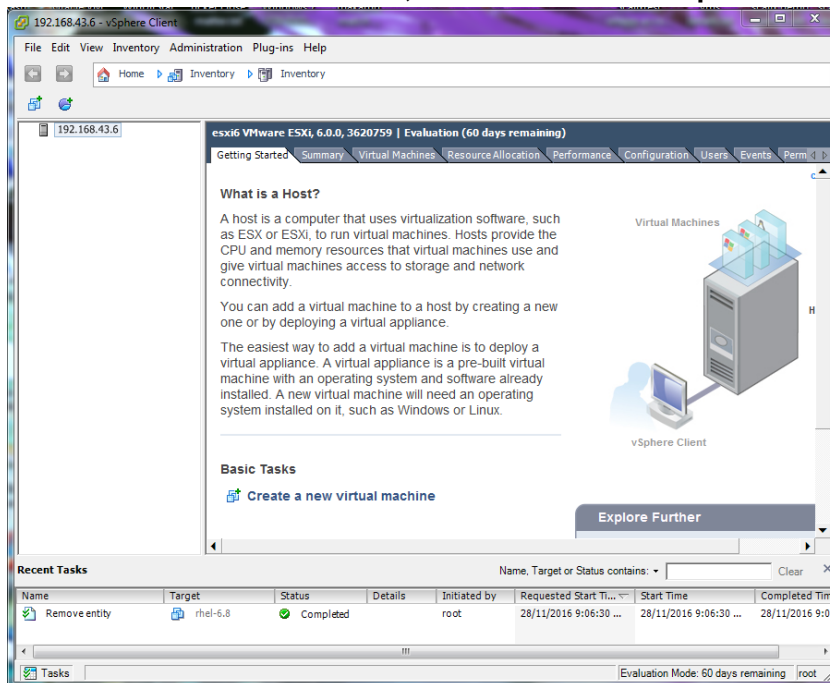 192.168.43.6 - vSphere Client
File Edit View Inventory Administration Plug-ins Help
Home Inventory Inventory
192.168.43.6
esxi6 VMware ESXi, 6.0.0, 3620759 | Evaluation (60 days remaining)
Getting Started Summary Virtual Machines Resource Allocation Performance Configuration Users Events Perm
What is a Host?
A host is a computer that uses virtualization software, such
as ESX or ESXi, to run virtual machines. Hosts provide the
CPU and memory resources that virtual machines use and
give virtual machines access to storage and network
connectivity.
You can add a virtual machine to a host by creating a new
one or by deploying a virtual appliance.
The easiest way to add a virtual machine is to deploy a
virtual appliance. A virtual appliance is a pre-built virtual
machine with an operating system and software already
installed. A new virtual machine will need an operating
system installed on it, such as Windows or Linux.
Virtual Machines
H
vSphere Client
Basic Tasks
Create a new virtual machine
Explore Further
Recent Tasks
Name, Target or Status contains: Clear
Name Target Status Details Initiated by Requested Start Ti... Start Time Completed Tim
Remove entity rhel-6.8 Completed root 28/11/2016 9:06:30 ... 28/11/2016 9:06:30 ... 28/11/2016 9:0
Tasks
Evaluation Mode: 60 days remaining root